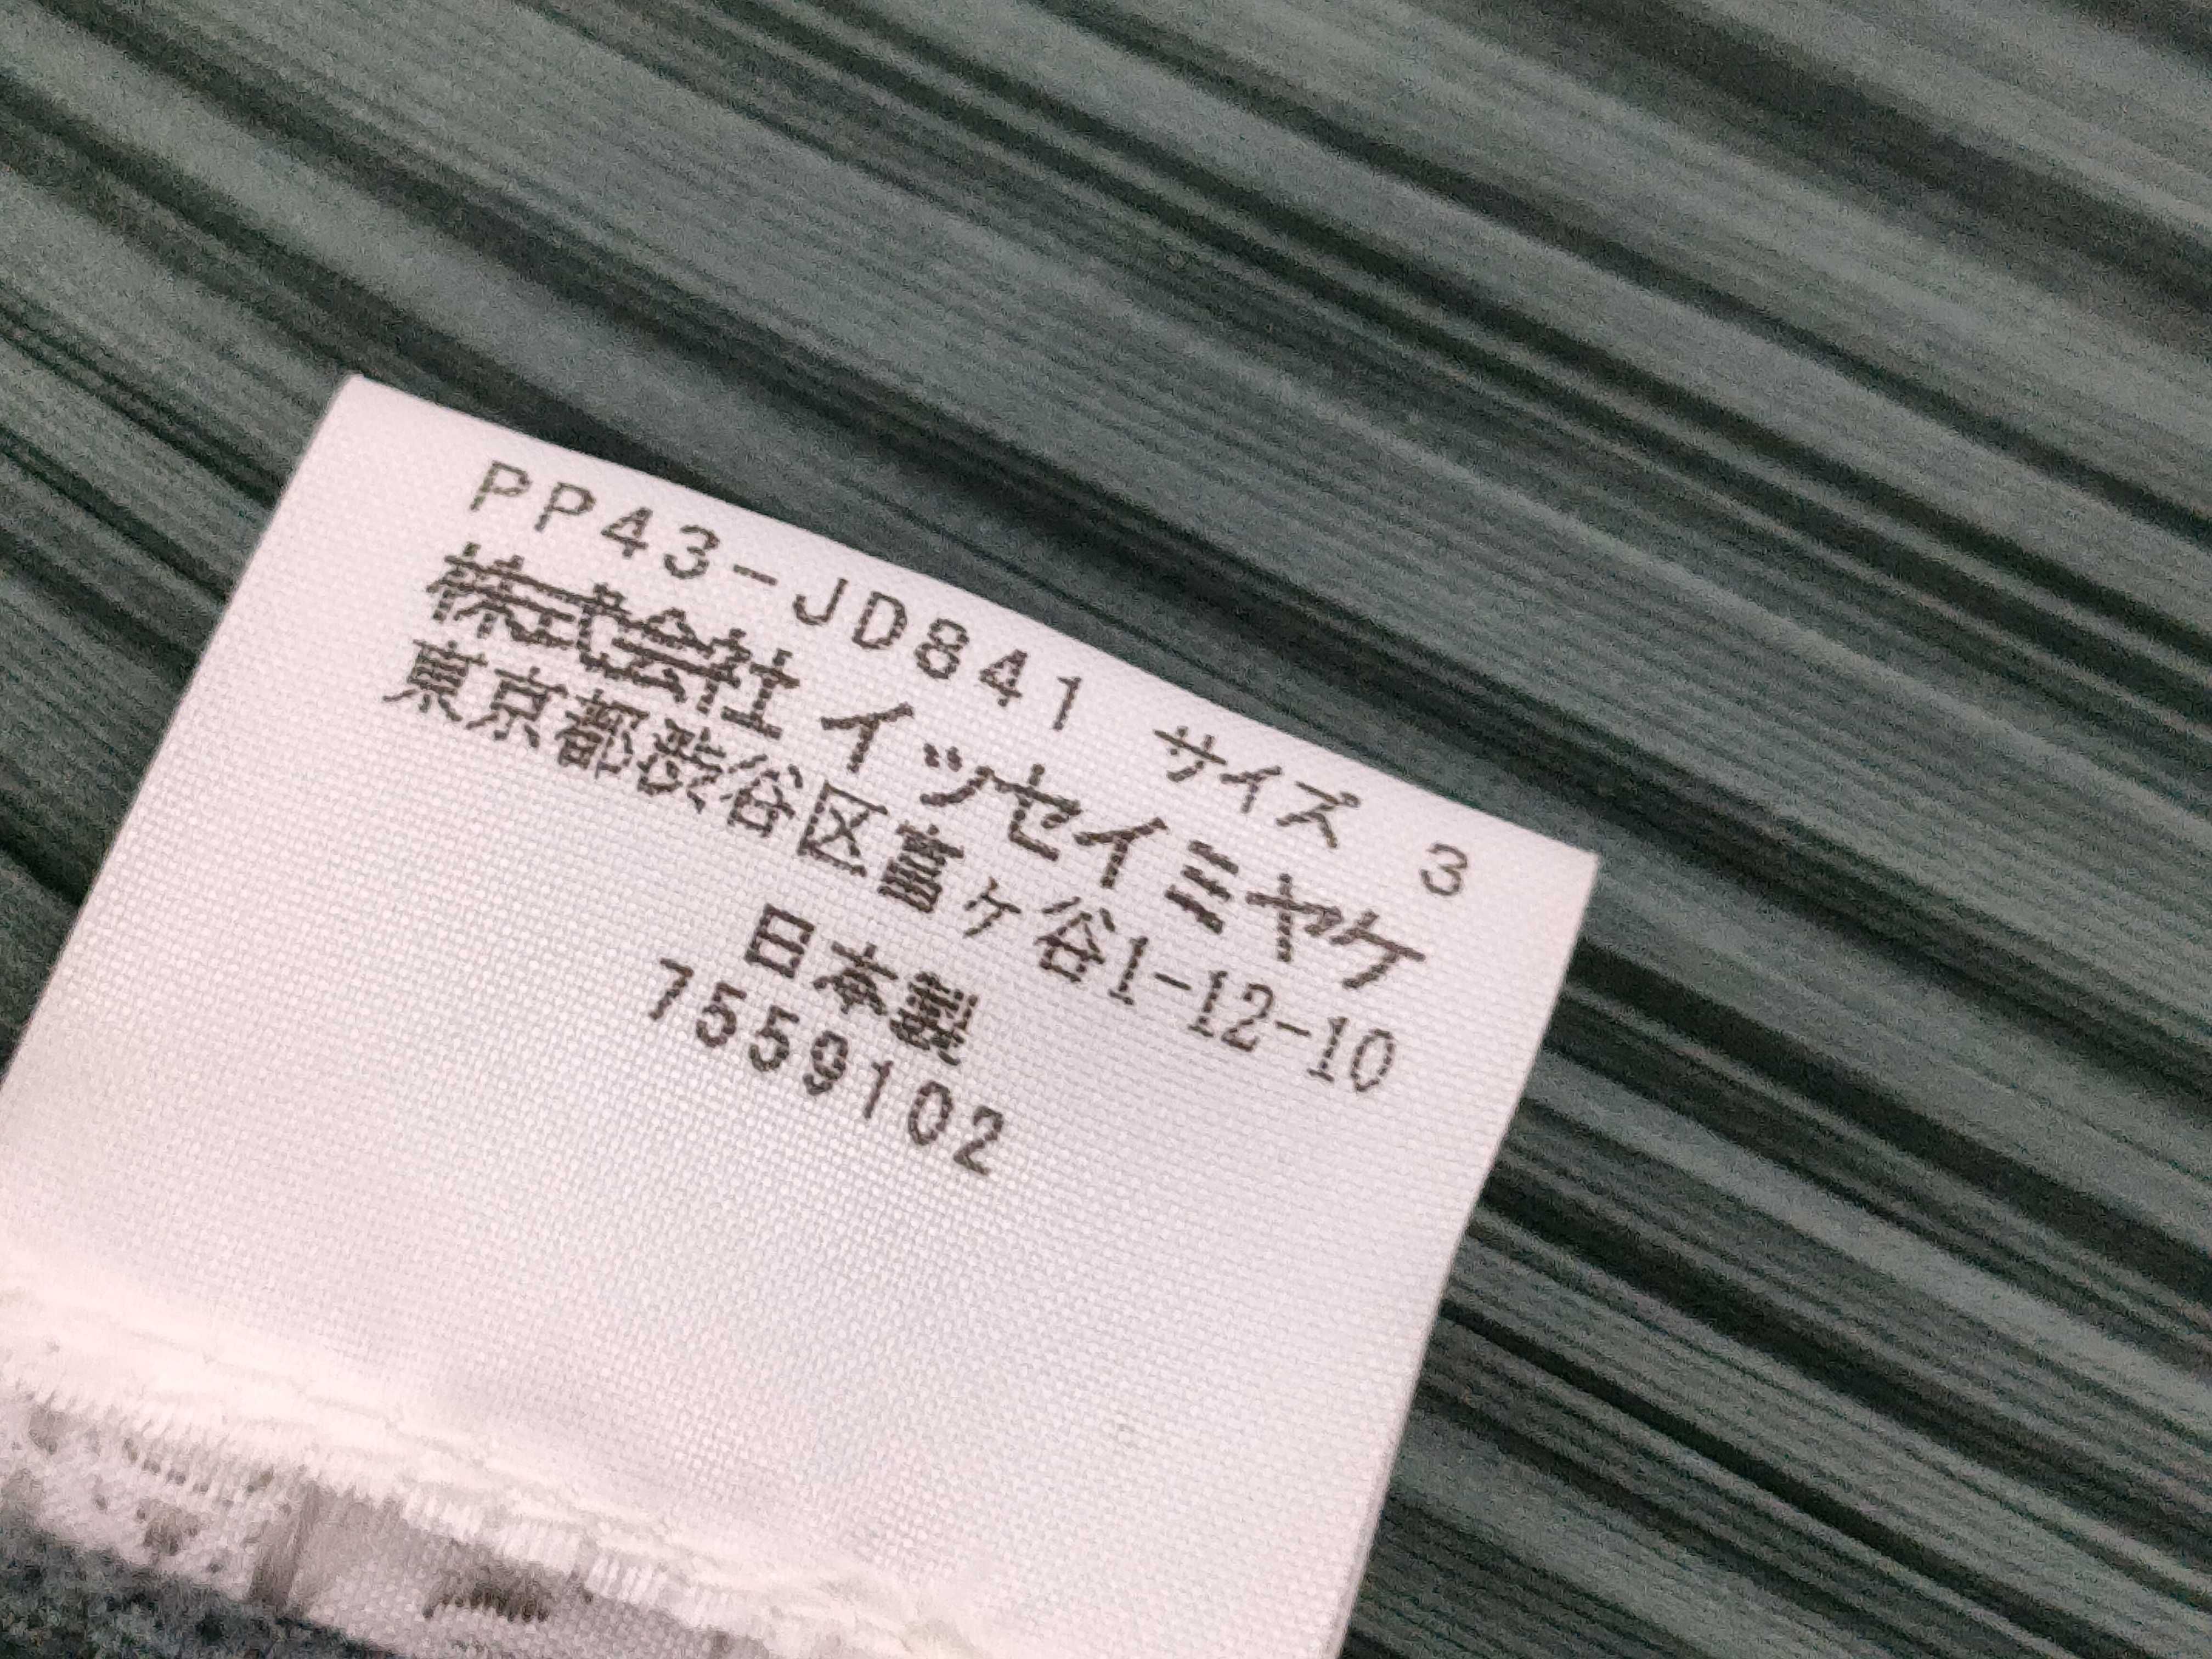 PP43-JD841 サイズ 3
株式会社 イッセイミヤケ
東京都渋谷区富ヶ谷1-12-10
日本製
7559102